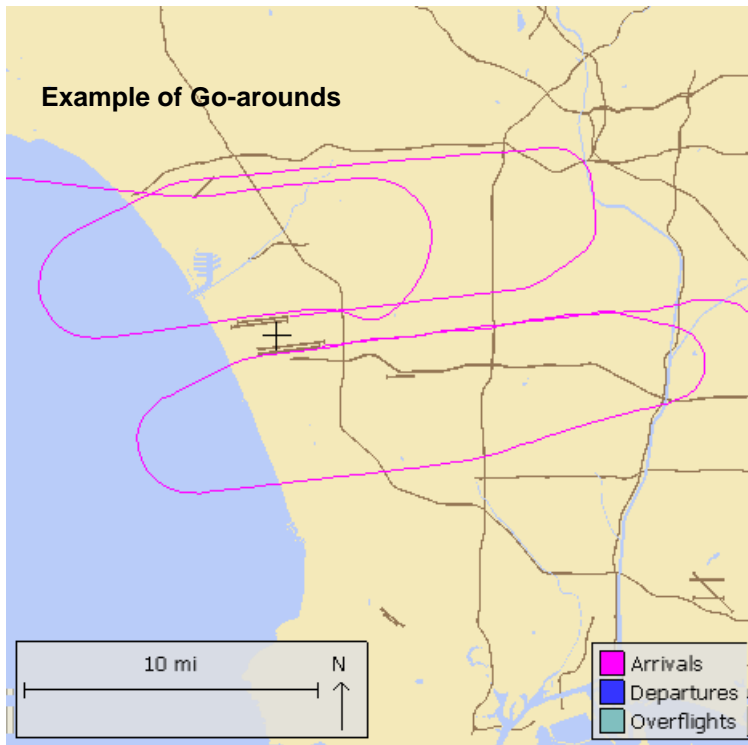 Example of Go-arounds
10 mi
N
Arrivals
Departures
Overflights